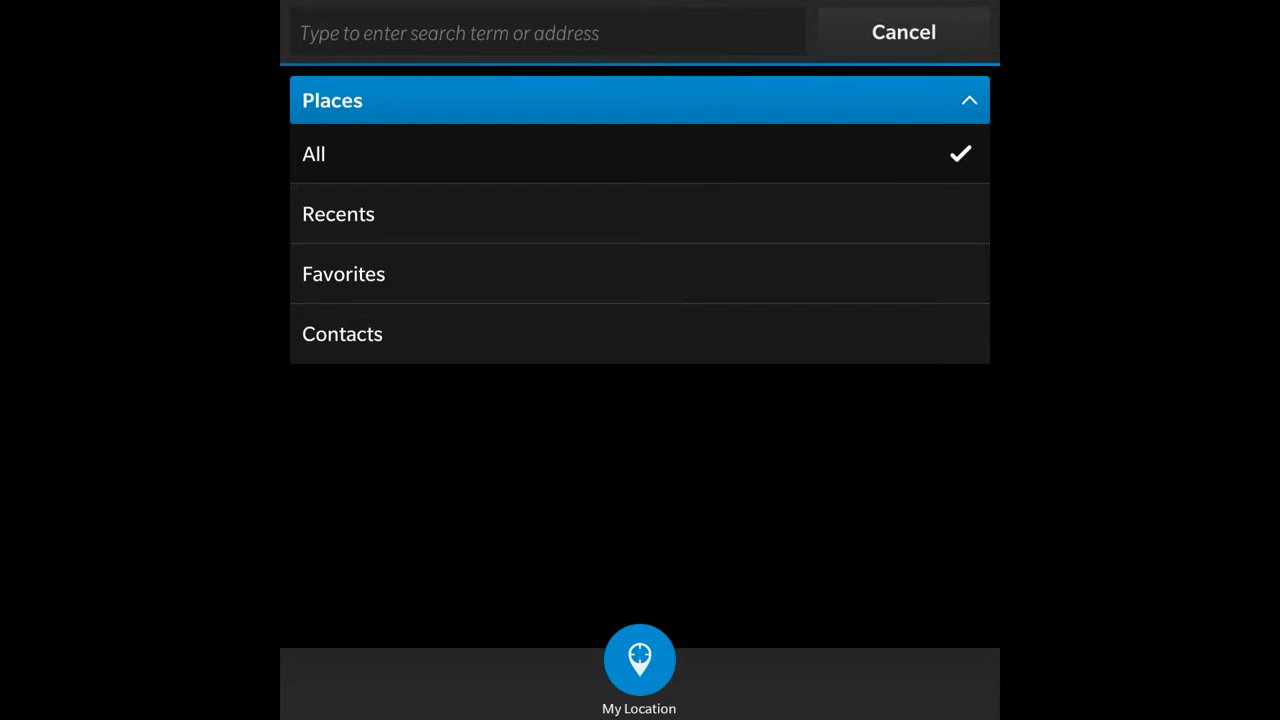 Type to enter search term or address
Cancel
Places
All
Recents
Favorites
Contacts
My Location